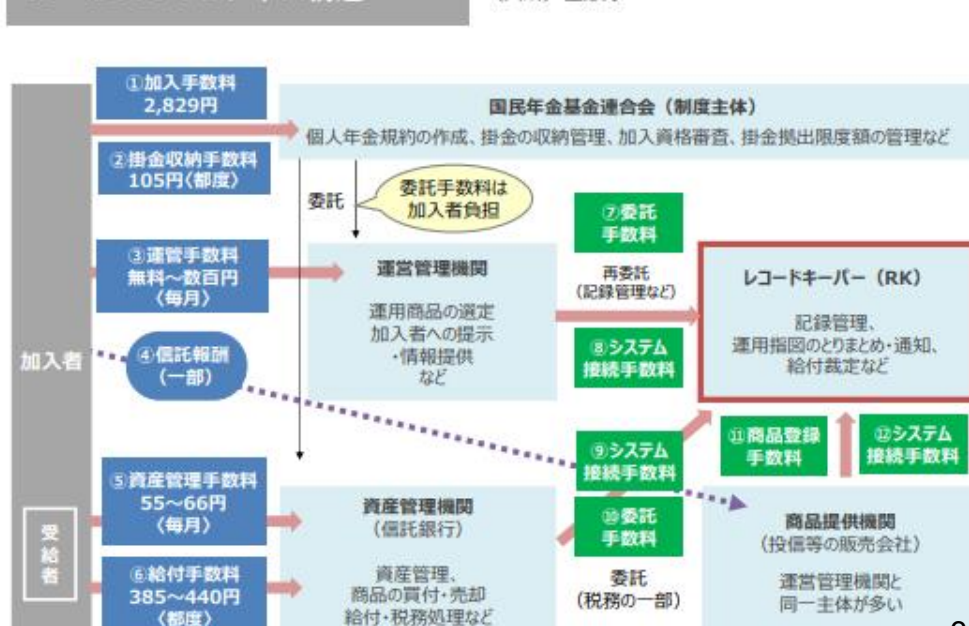 ①加入手数料
2,829円
国民年金基金連合会（制度主体）
個人年金規約の作成、掛金の収納管理、加入資格審査、掛金拠出限度額の管理など
②掛金収納手数料
105円〈都度〉
委託
委託手数料は
加入者負担
⑦委託
手数料
③運管手数料
無料～数百円
〈毎月〉
運営管理機関
運用商品の選定
加入者への提示
・情報提供
など
再委託
（記録管理など）
レコードキーパー（RK）
記録管理、
運用指図のとりまとめ・通知、
給付裁定など
加入者
④信託報酬
（一部）
⑧システム
接続手数料
⑨システム
接続手数料
⑪商品登録
手数料
⑫システム
接続手数料
⑤資産管理手数料
55～66円
〈毎月〉
資産管理機関
（信託銀行）
資産管理、
商品の買付・売却
給付・税務処理など
⑩委託
手数料
委託
（税務の一部）
商品提供機関
（投信等の販売会社）
運営管理機関と
同一主体が多い
受給者
⑥給付手数料
385～440円
〈都度〉